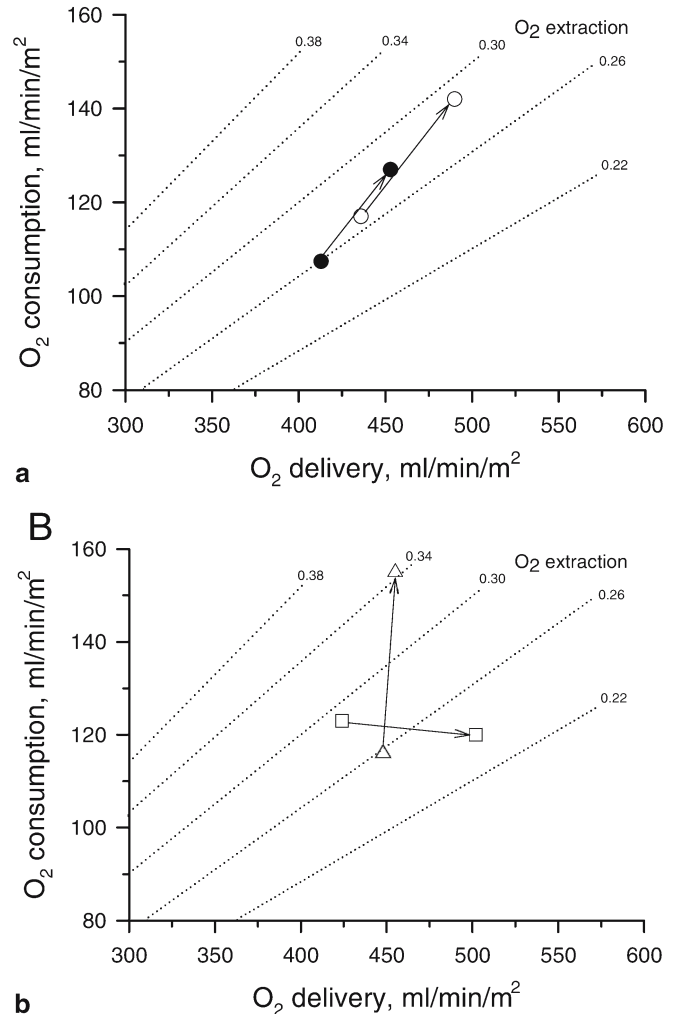 160
140
120
100
80
O2 consumption, ml/min/m2
0.38
0.34
0.30
O2 extraction
0.26
0.22
300 350 400 450 500 550 600
O2 delivery, ml/min/m2
a
B
160
140
120
100
80
O2 consumption, ml/min/m2
0.38
0.34
0.30
O2 extraction
0.26
0.22
300 350 400 450 500 550 600
O2 delivery, ml/min/m2
b